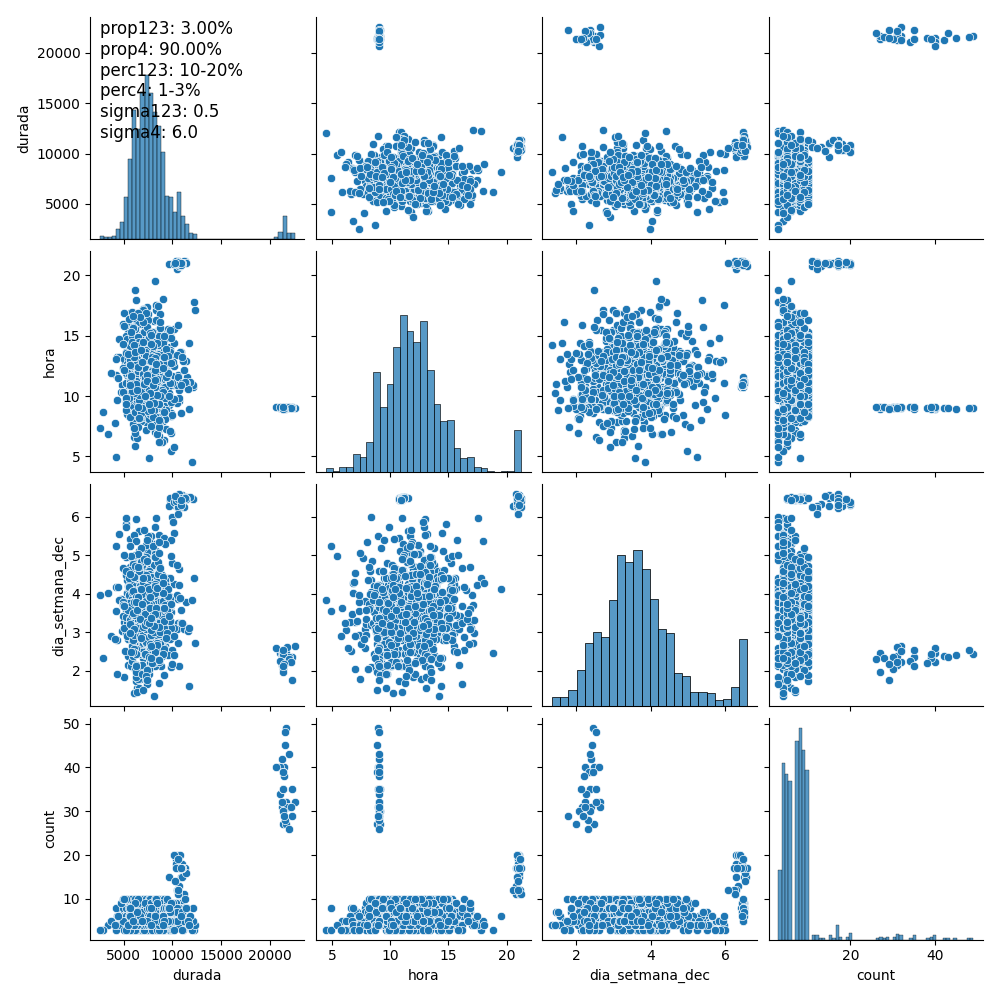 prop123: 3.00%
prop4: 90.00%
perc123: 10-20%
perc4: 1-3%
sigma123: 0.5
sigma4: 6.0
durada
20000
15000
10000
5000
hora
20
15
10
5
dia_setmana_dec
6
5
4
3
2
count
50
40
30
20
10
5000 10000 15000 20000
durada
5 10 15 20
hora
2 4 6
dia_setmana_dec
20 40
count